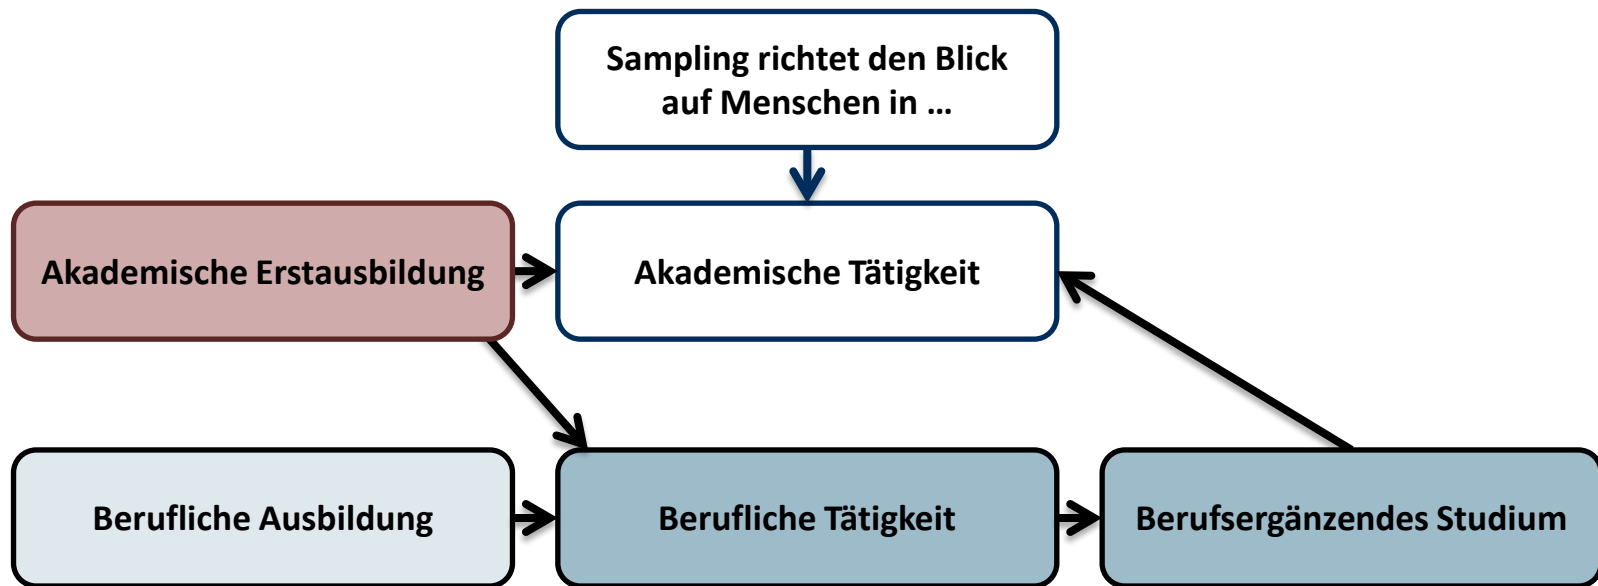 Sampling richtet den Blick
auf Menschen in …
Akademische Erstausbildung
Akademische Tätigkeit
Berufliche Ausbildung
Berufliche Tätigkeit
Berufsergänzendes Studium